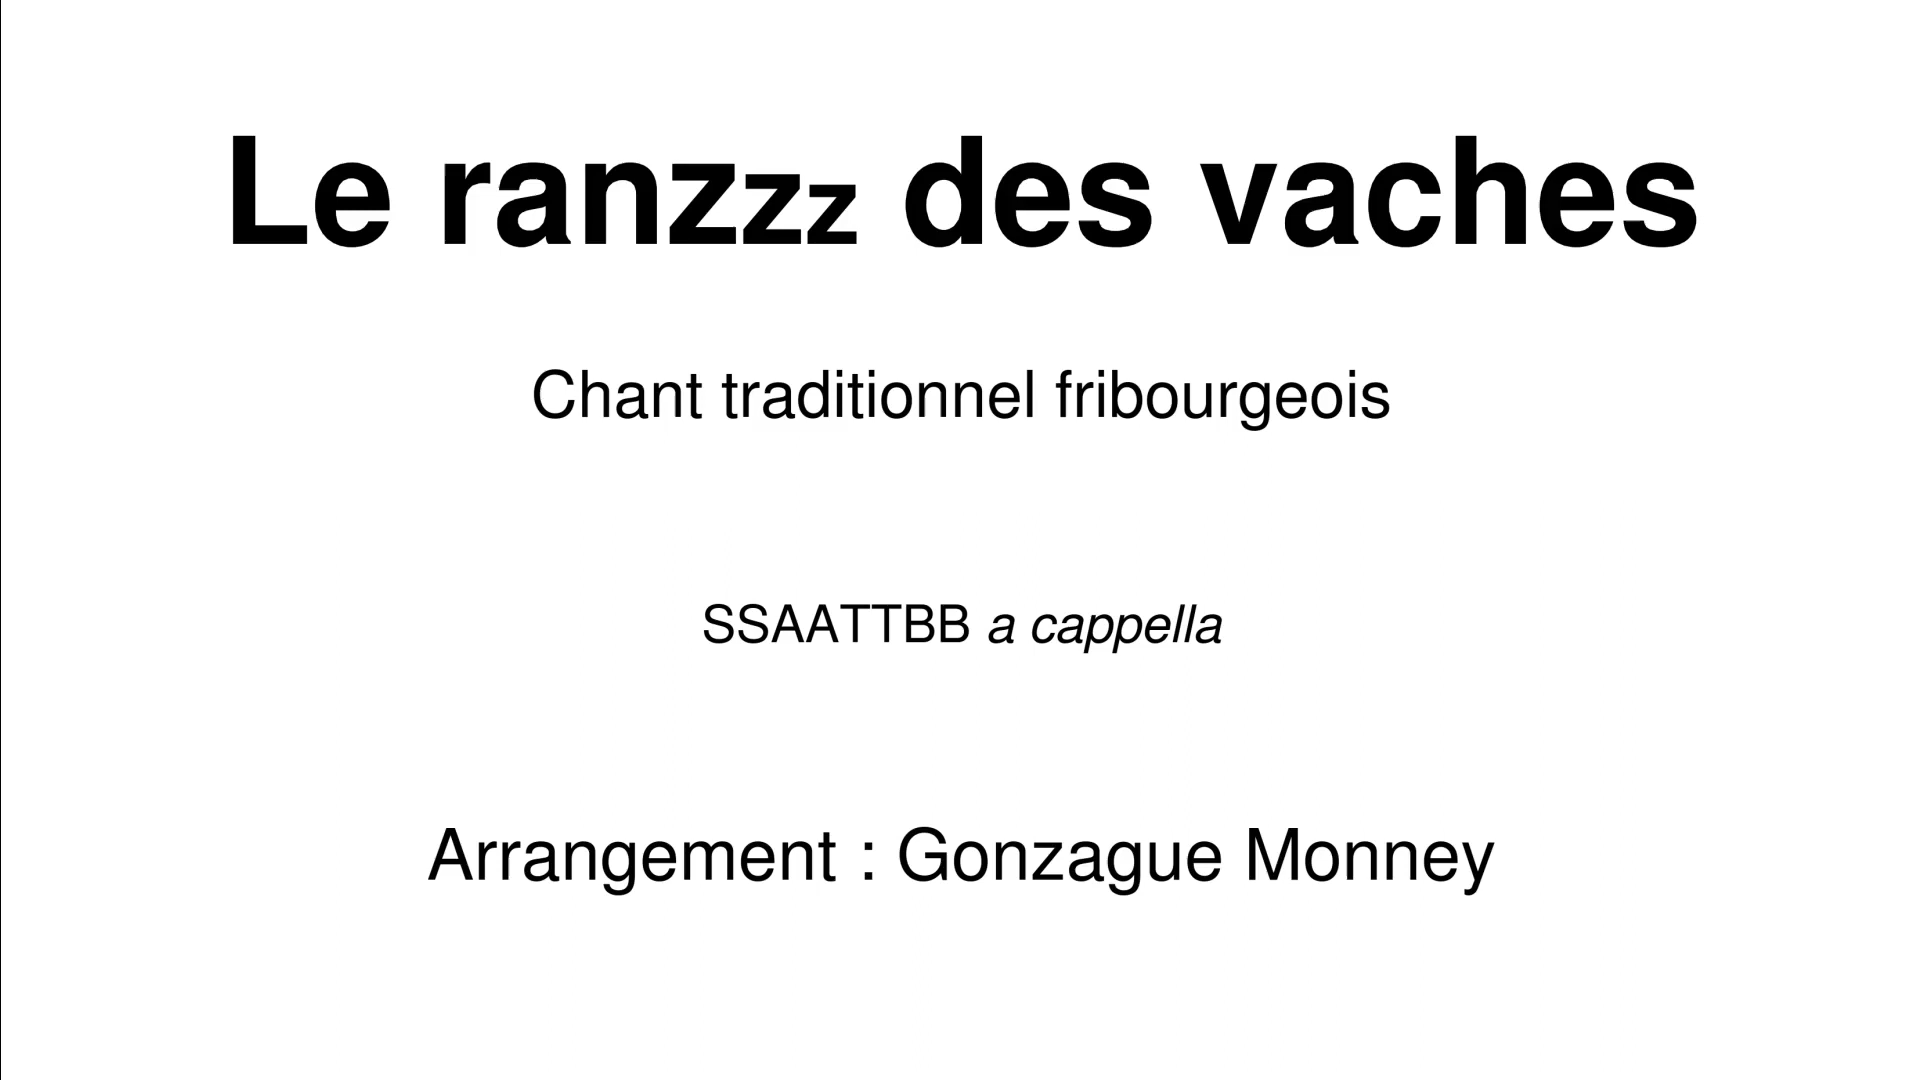 Le ranzzz des vaches
Chant traditionnel fribourgeois
SSAATTBB a cappella
Arrangement : Gonzague Monney